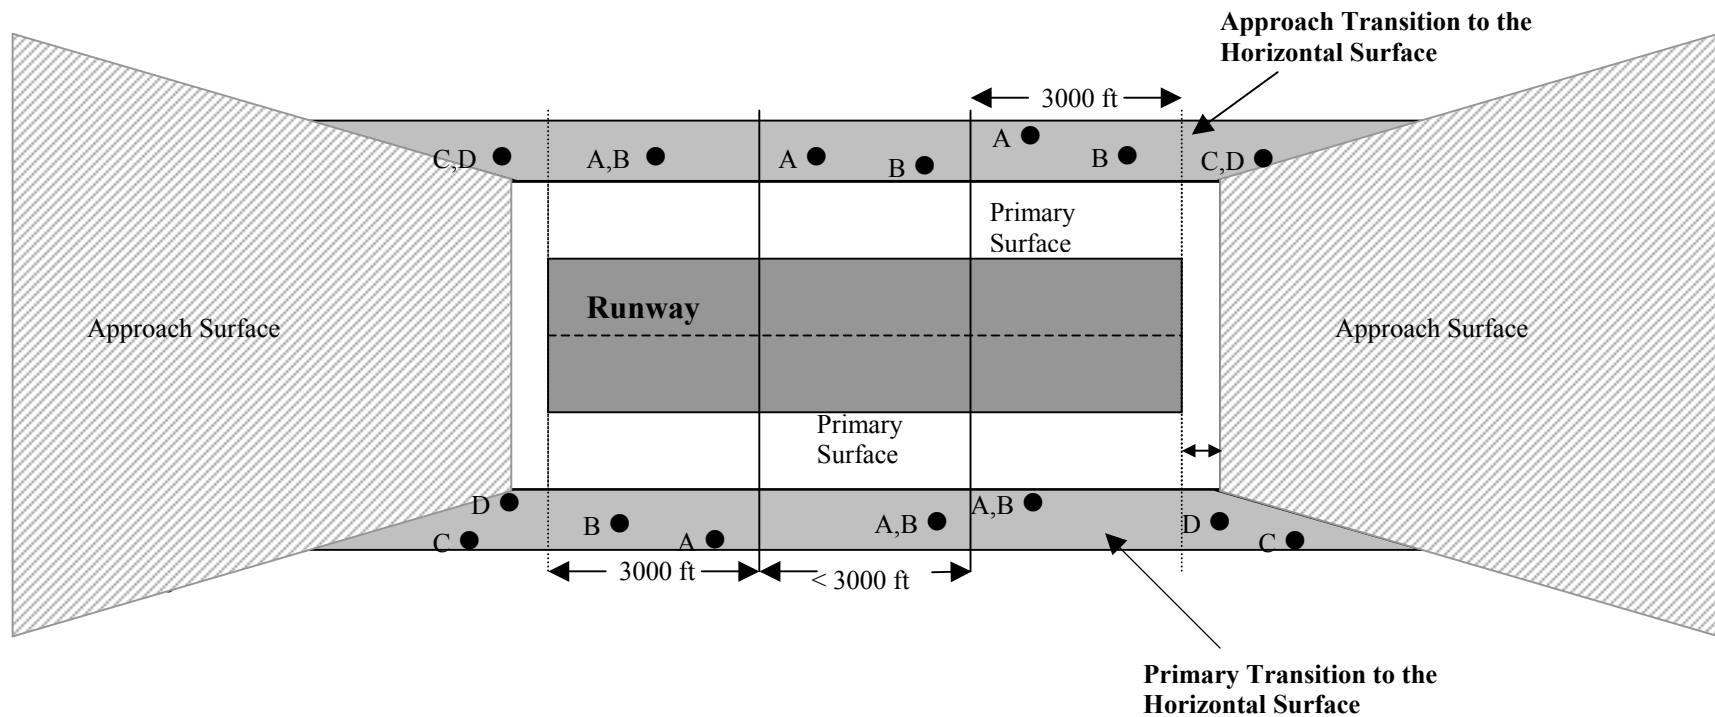 Approach Transition to the
Horizontal Surface
3000 ft
A
C,D
A,B
A
B
B
C,D
Primary
Surface
Runway
Approach Surface
Approach Surface
Primary
Surface
D
B
C
A
A,B
A,B
D
C
3000 ft
< 3000 ft
Primary Transition to the
Horizontal Surface